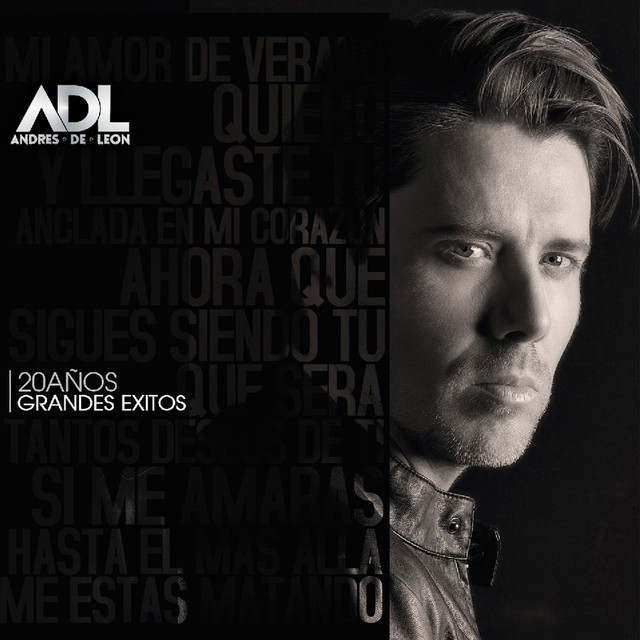 MI AMOR DE VERANO
QUIERO
Y LLEGASTE TU
ANCLADA EN MI CORAZON
AHORA QUE
SIGUES SIENDO TU
QUE SERA
TANTOS DESEOS DE TI
SI ME AMARAS
HASTA EL MAS ALLA
ME ESTAS MATANDO
ADL
ANDRES DE LEON
20AÑOS
GRANDES EXITOS